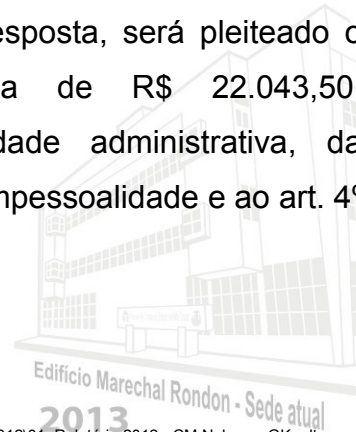 esposta, será pleiteado o
a de R$ 22.043,50
dade administrativa, da
mpessoalidade e ao art. 4º
Edifício Marechal Rondon - Sede atual
2013